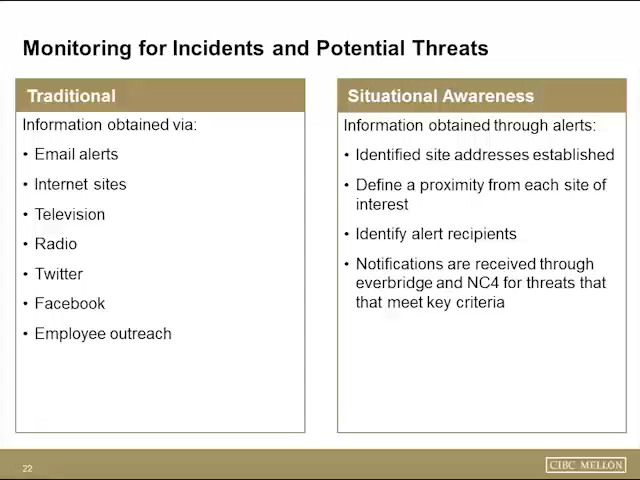 Monitoring for Incidents and Potential Threats
Traditional
Information obtained via:
• Email alerts
• Internet sites
• Television
• Radio
• Twitter
• Facebook
• Employee outreach
Situational Awareness
Information obtained through alerts:
• Identified site addresses established
• Define a proximity from each site of
interest
• Identify alert recipients
• Notifications are received through
everbridge and NC4 for threats that
that meet key criteria
22
CIBC MELLON